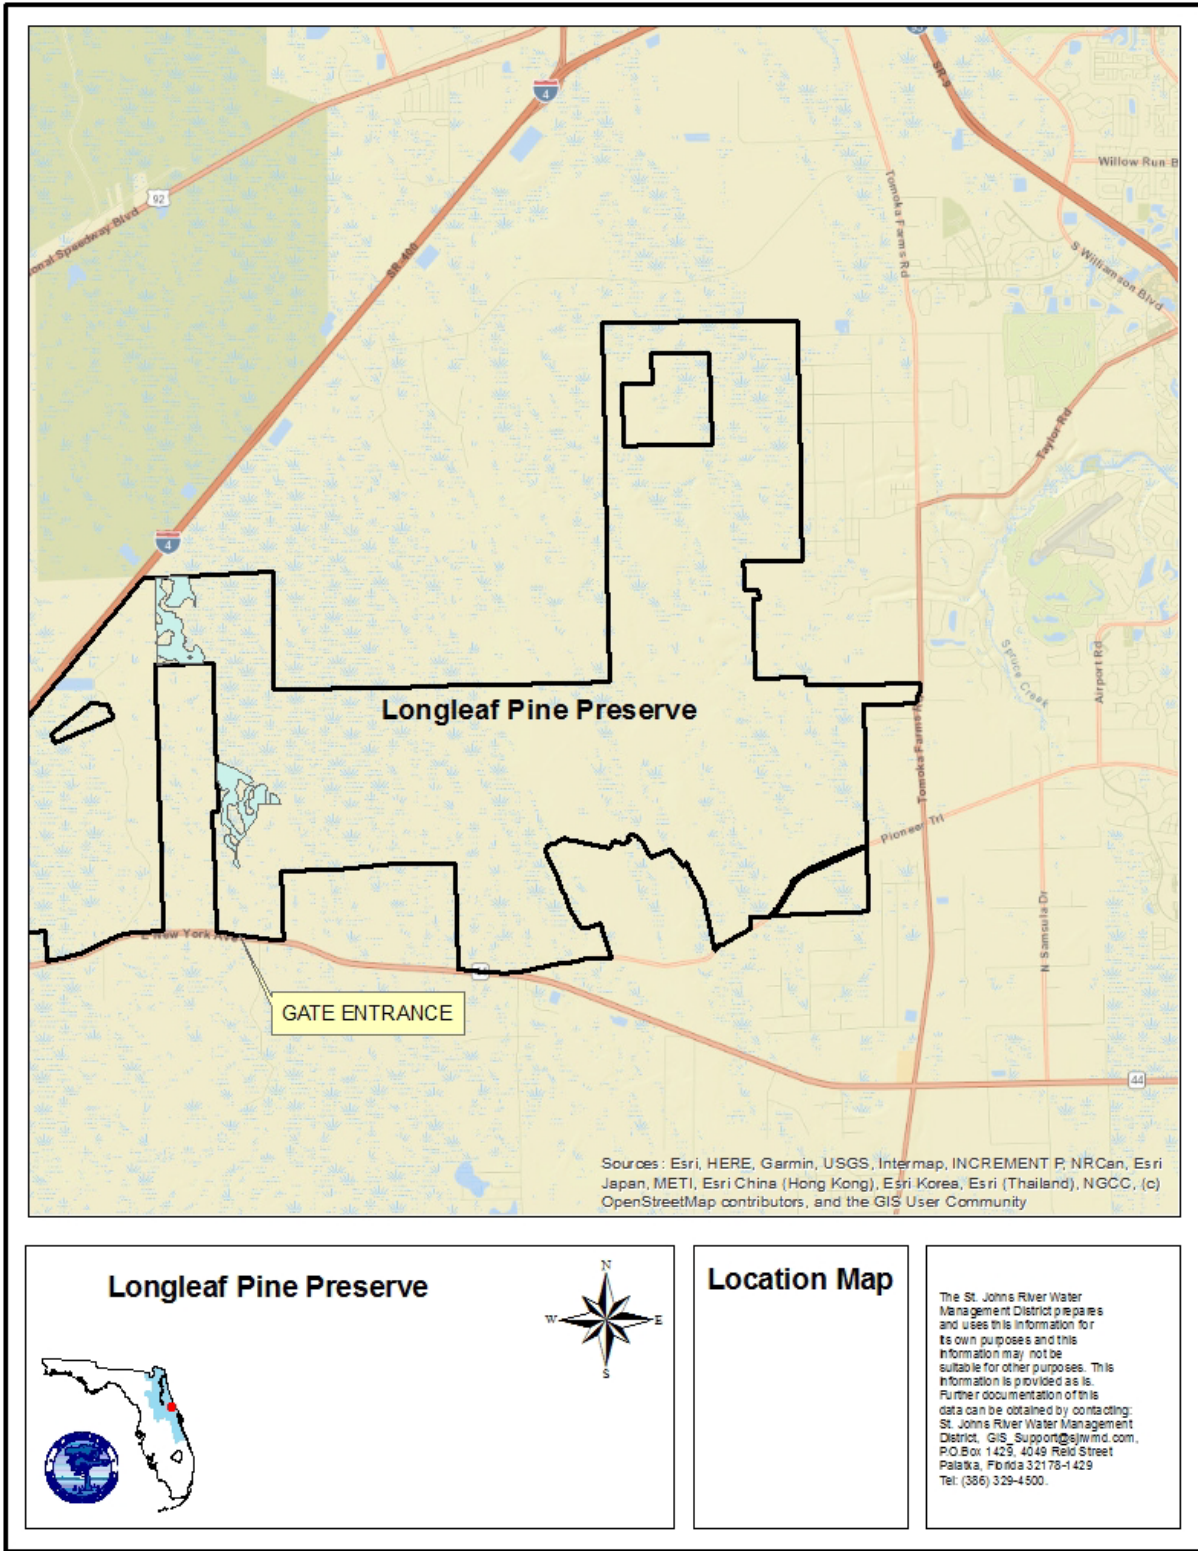 95
SR-9
4
Willow Run B
Tomoka Farms Rd
92
onal Speedway Blvd
SR 400
S Williamson Blvd
Taylor Rd
4
Spruce Creek
Airport Rd
Longleaf Pine Preserve
Tomoka Farms R
Pioneer Trl
E New York Ave
N Samsula Dr
GATE ENTRANCE
44
Sources: Esri, HERE, Garmin, USGS, Intermap, INCREMENT P, NRCan, Esri
Japan, METI, Esri China (Hong Kong), Esri Korea, Esri (Thailand), NGCC, (c)
OpenStreetMap contributors, and the GIS User Community
Longleaf Pine Preserve
N
W E
S
Location Map
The St. Johns River Water
Management District prepares
and uses this information for
its own purposes and this
information may not be
suitable for other purposes. This
information is provided as is.
Further documentation of this
data can be obtained by contacting:
St. Johns River Water Management
District, GIS_Support@sjrwmd.com,
P.O.Box 1429, 4049 Reid Street
Palatka, Florida 32178-1429
Tel: (386) 329-4500.